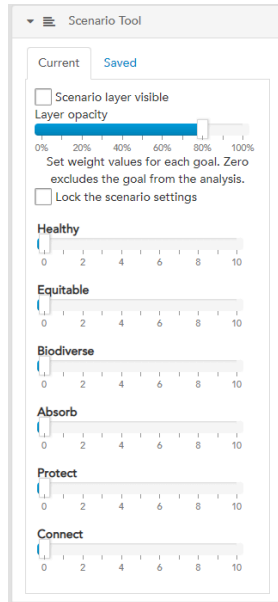 Scenario Tool
Current Saved
Scenario layer visible
Layer opacity
0% 20% 40% 60% 80% 100%
Set weight values for each goal. Zero
excludes the goal from the analysis.
Lock the scenario settings
Healthy
0 2 4 6 8 10
Equitable
0 2 4 6 8 10
Biodiverse
0 2 4 6 8 10
Absorb
0 2 4 6 8 10
Protect
0 2 4 6 8 10
Connect
0 2 4 6 8 10